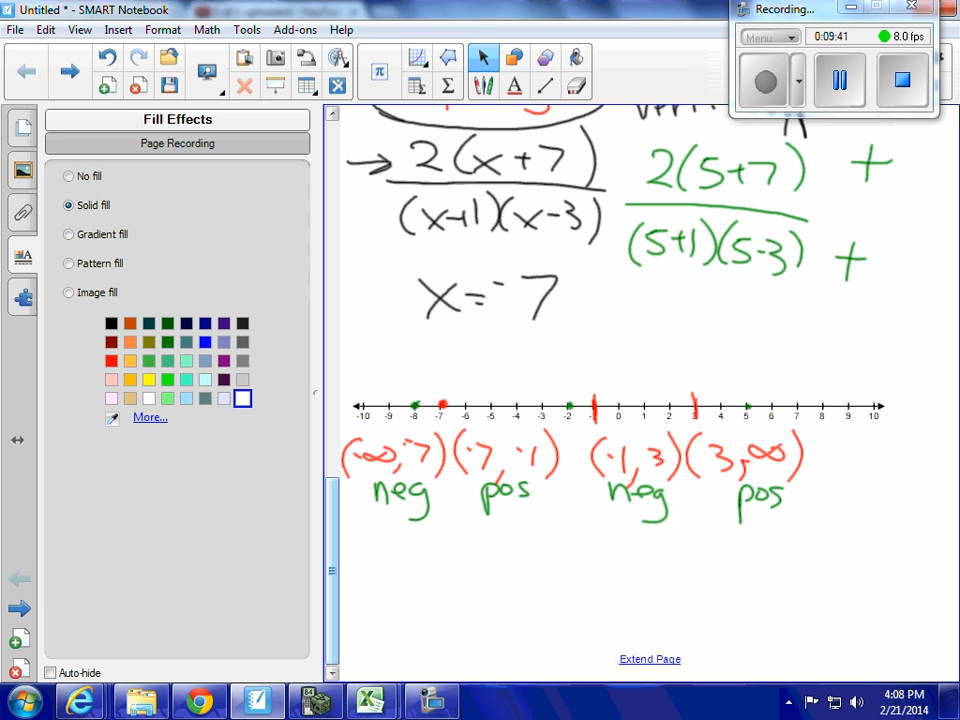 Untitled * - SMART Notebook
Recording...
File Edit View Insert Format Math Tools Add-ons Help
Menu
0:09:41
8.0 fps
π
Σ
A
Fill Effects
Page Recording
No fill
Solid fill
Gradient fill
Pattern fill
Image fill
More...
Auto-hide
→ 2(x+7)
(x+1)(x-3)
2(5+7) +
(5+1)(5-3) +
x=-7
-10 -9 -8 -7 -6 -5 -4 -3 -2 0 1 2 4 5 6 7 8 9 10
(-∞,-7)(-7,-1) (-1,3)(3,∞)
neg pos neg pos
Extend Page
4:08 PM
2/21/2014